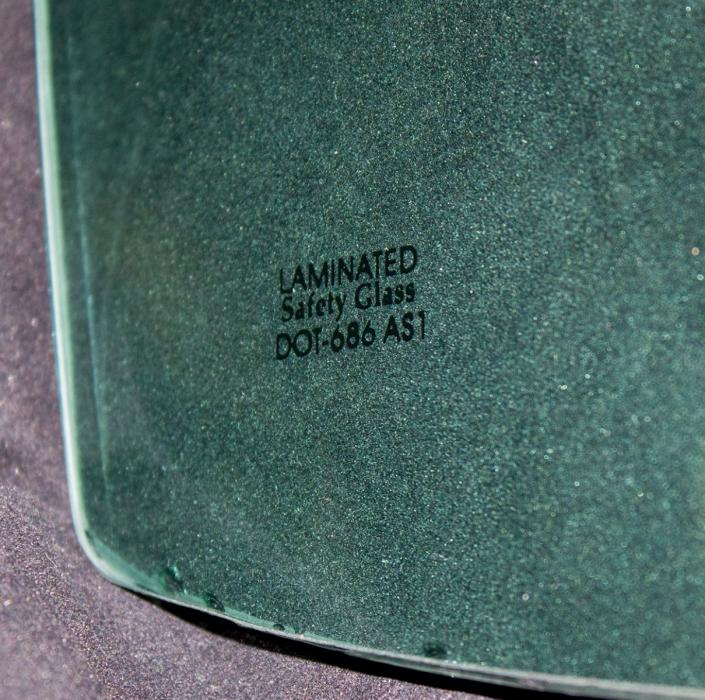 LAMINATED
Safety Glass
DOT-686 AS1